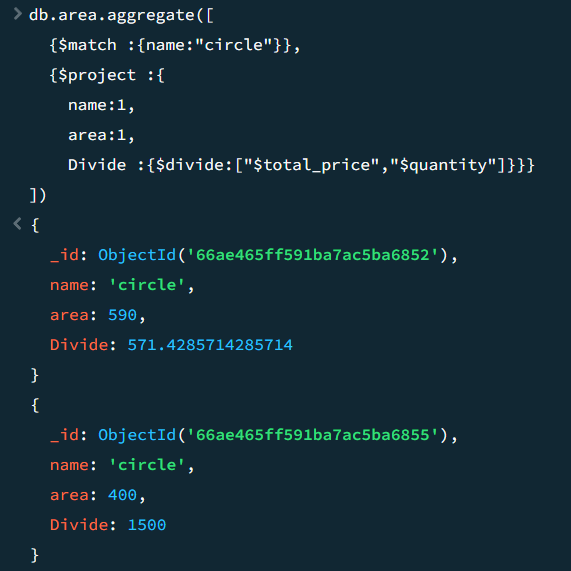 > db.area.aggregate([
{$match :{name:"circle"}},
{$project :{
name:1,
area:1,
Divide :{$divide:["$total_price","$quantity"]}}}
])
< {
_id: ObjectId('66ae465ff591ba7ac5ba6852'),
name: 'circle',
area: 590,
Divide: 571.4285714285714
}
{
_id: ObjectId('66ae465ff591ba7ac5ba6855'),
name: 'circle',
area: 400,
Divide: 1500
}